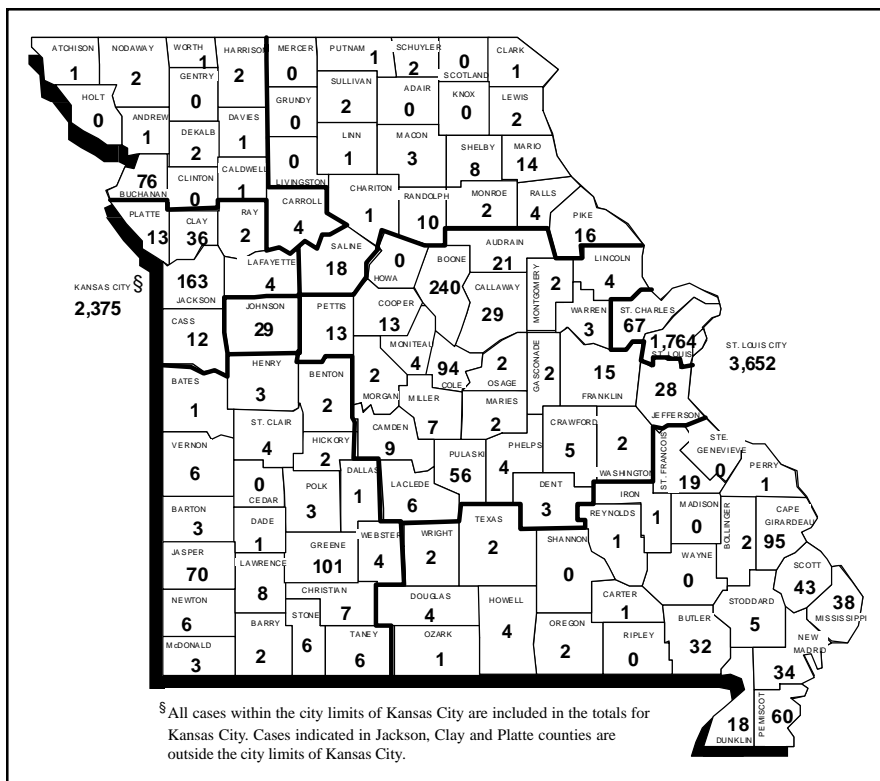 ATCHISON NODAWAY WORTH HARRISON MERCER PUTNAM SCHUYLER SCOTLAND CLARK
1 2 1 2 0 1 2 0 1
HOLT GENTRY GRUNDY SULLIVAN ADAIR KNOX LEWIS
0 0 0 2 0 0 2
ANDREW DEKALB DAVIES LIVINGSTON LINN MACON SHELBY MARIO
1 2 1 0 1 3 8 14
BUCHANAN CLINTON CALDWELL CARROLL CHARITON RANDOLPH MONROE RALLS PIKE
76 0 1 4 1 10 2 4 16
PLATTE CLAY RAY SALINE HOWA BOONE AUDRAIN MONTGOMERY LINCOLN
13 36 2 18 0 240 21 2 4
KANSAS CITY §
2,375
JACKSON LAFAYETTE COOPER CALLAWAY WARREN ST. CHARLES ST. LOUIS
163 4 13 29 3 67 1,764
ST. LOUIS CITY
3,652
CASS JOHNSON PETTIS MONITEAL COLE OSAGE GASCONADE FRANKLIN JEFFERSON
12 29 13 4 94 2 2 15 28
BATES HENRY BENTON MORGAN MILLER MARIES
1 3 2 2 7 2
ST. CLAIR HICKORY CAMDEN PULASKI PHELPS CRAWFORD WASHINGTON ST. FRANCOIS STE. GENEVIEVE PERRY
4 2 9 56 4 5 2 19 0 1
VERNON CEDAR POLK DALLAS LACLEDE DENT IRON MADISON BOLLINGER CAPE GIRARDEAU
6 0 3 1 6 3 1 0 2 95
BARTON DADE GREENE WEBSTER WRIGHT TEXAS SHANNON REYNOLDS WAYNE SCOTT
3 1 101 4 2 2 0 1 0 43
JASPER LAWRENCE CHRISTIAN DOUGLAS HOWELL CARTER BUTLER STODDARD MISSISSIPPI
70 8 7 4 4 1 32 5 38
NEWTON BARRY STONE TANEY OZARK OREGON RIPLEY NEW MADRID
6 2 6 6 1 2 0 34
McDONALD DUNKLIN PEMISCOT
3 18 60
§ All cases within the city limits of Kansas City are included in the totals for
Kansas City. Cases indicated in Jackson, Clay and Platte counties are
outside the city limits of Kansas City.